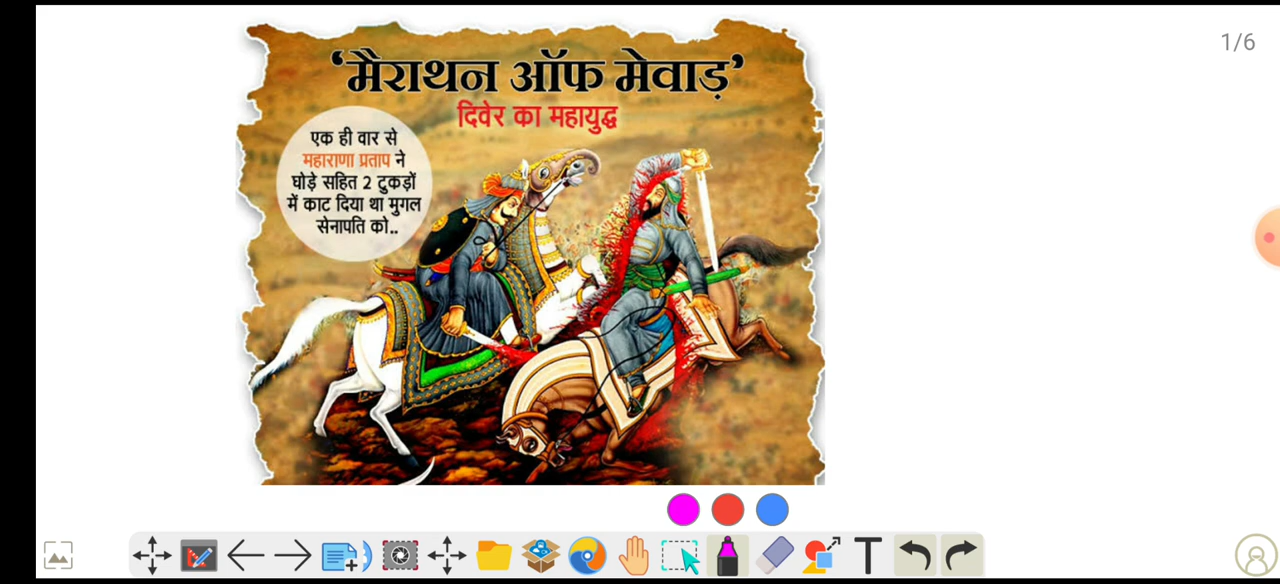 1/6
‘मैराथन ऑफ मेवाड़’
दिवेर का महायुद्ध
एक ही वार से
महाराणा प्रताप ने
घोड़े सहित 2 टुकड़ों
में काट दिया था मुगल
सेनापति को..
T